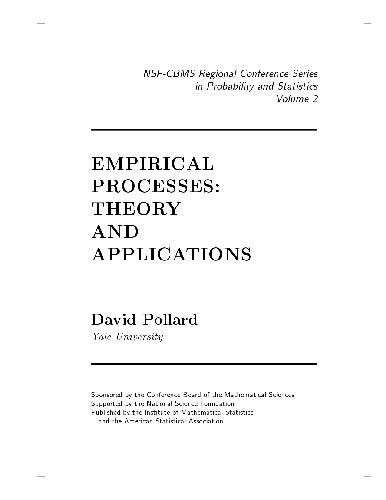 NSF-CBMS Regional Conference Series
in Probability and Statistics
Volume 2
EMPIRICAL
PROCESSES:
THEORY
AND
APPLICATIONS
David Pollard
Yale University
Sponsored by the Conference Board of the Mathematical Sciences
Supported by the National Science Foundation
Published by the Institute of Mathematical Statistics
and the American Statistical Association